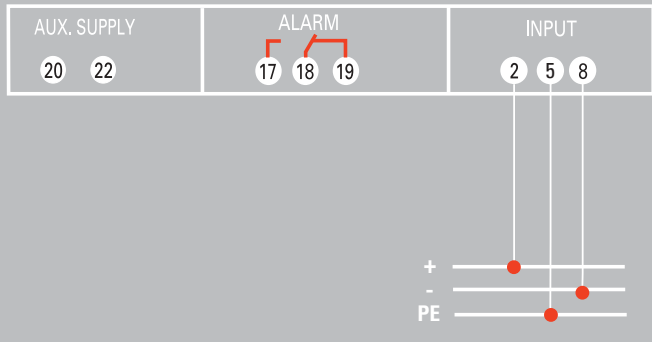 AUX. SUPPLY
ALARM
INPUT
20 22
17 18 19
2 5 8
+
-
PE